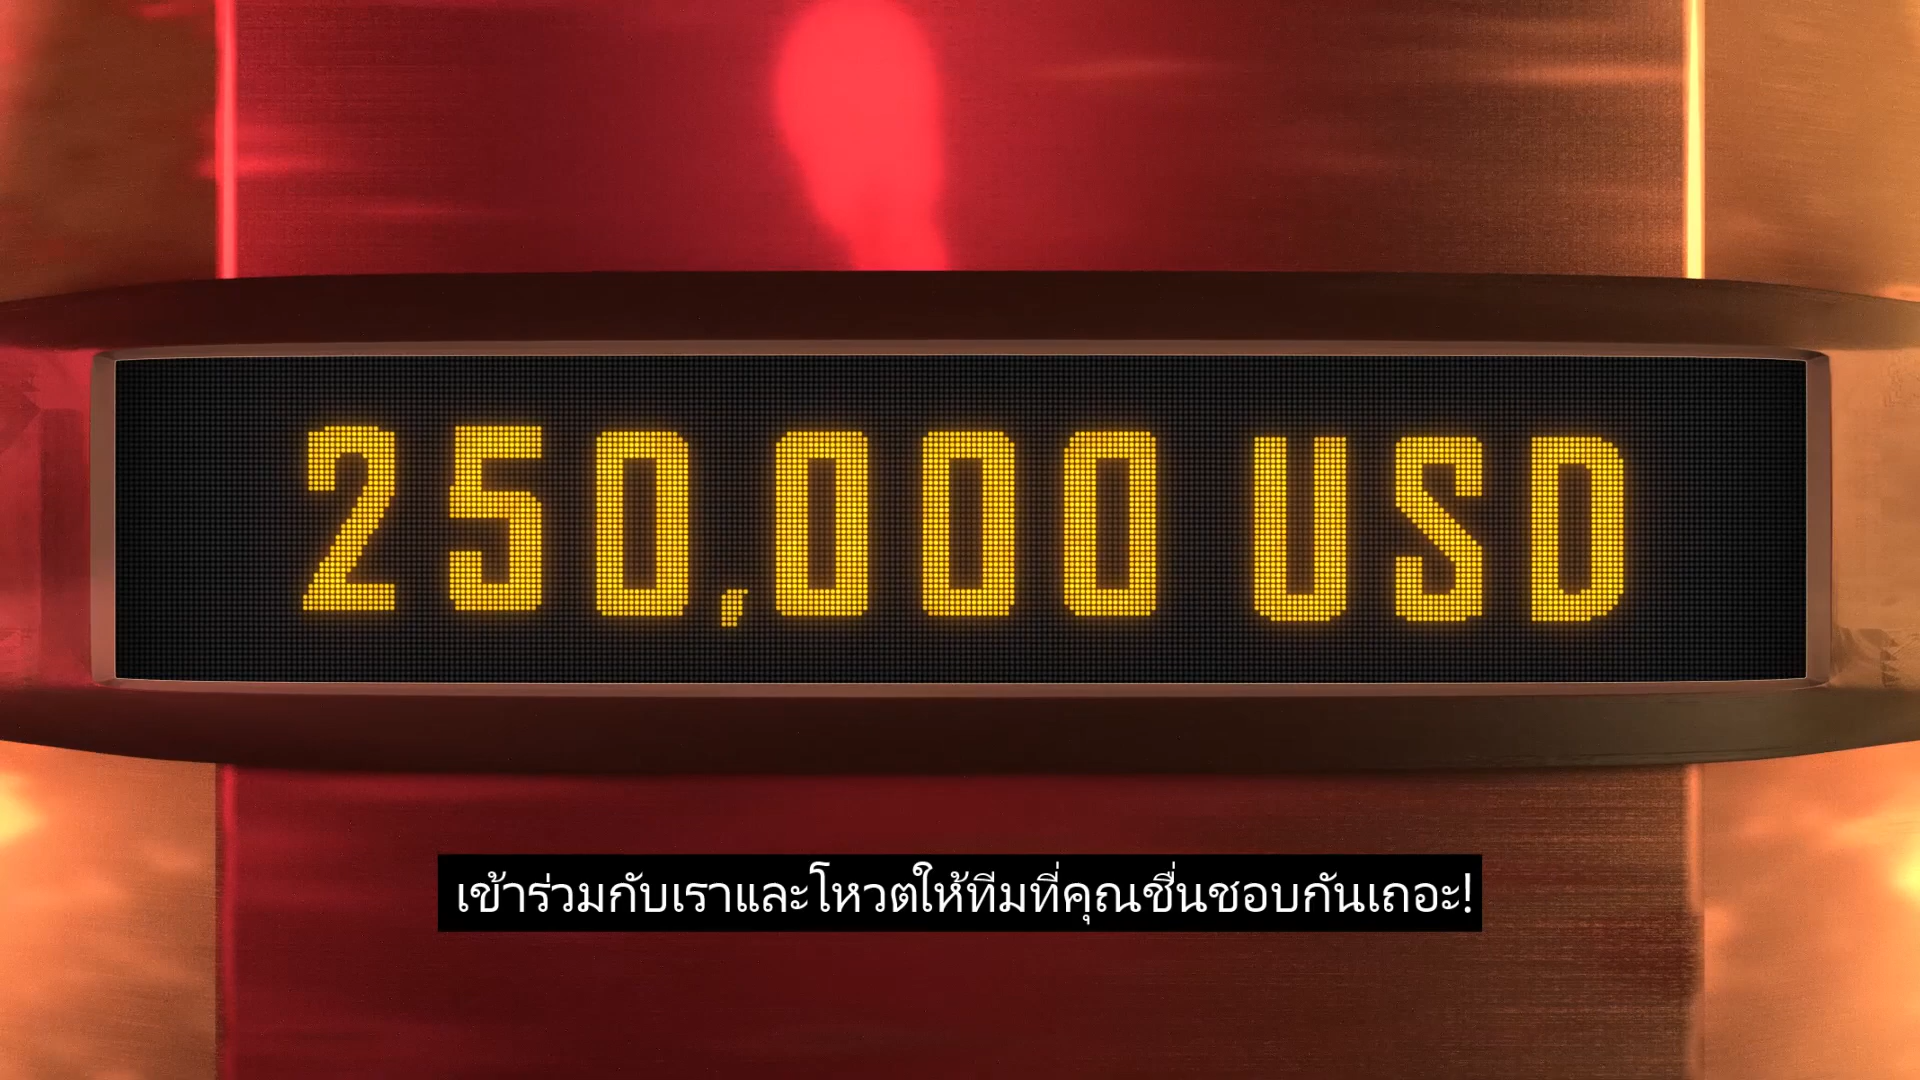 250,000 USD
เข้าร่วมกับเราและโหวตให้ทีมที่คุณชื่นชอบกันเถอะ!